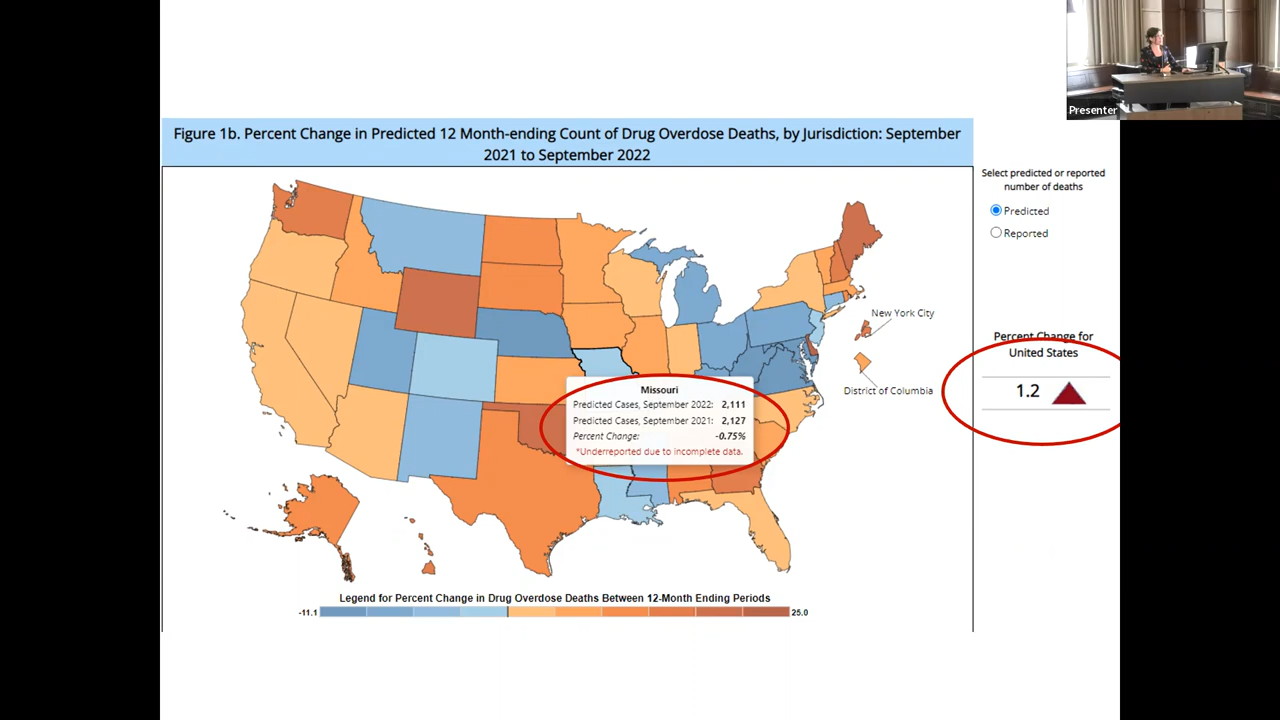 Presenter
Figure 1b. Percent Change in Predicted 12 Month-ending Count of Drug Overdose Deaths, by Jurisdiction: September
2021 to September 2022
Select predicted or reported
number of deaths
Predicted
Reported
New York City
Percent Change for
United States
1.2
District of Columbia
Missouri
Predicted Cases, September 2022: 2,111
Predicted Cases, September 2021: 2,127
Percent Change: -0.75%
*Underreported due to incomplete data.
Legend for Percent Change in Drug Overdose Deaths Between 12-Month Ending Periods
-11.1 25.0